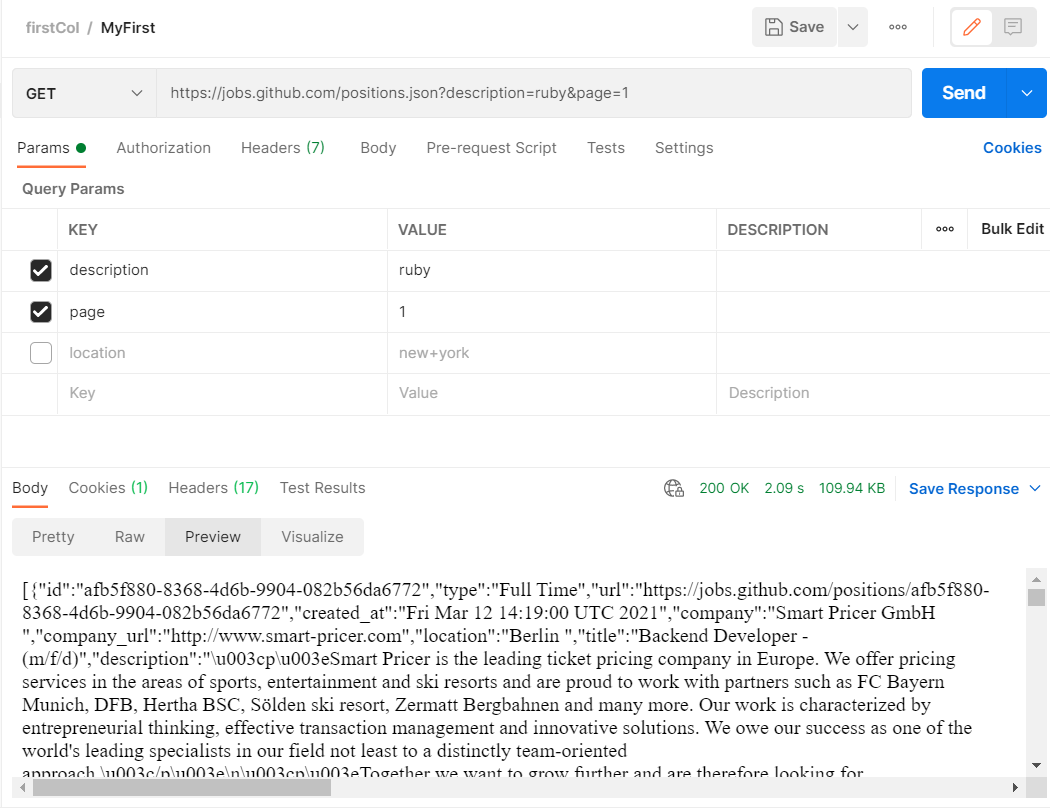 firstCol / MyFirst
Save
GET
https://jobs.github.com/positions.json?description=ruby&page=1
Send
Params Authorization Headers (7) Body Pre-request Script Tests Settings Cookies
Query Params
KEY VALUE DESCRIPTION Bulk Edit
description ruby
page 1
location new+york
Key Value Description
Body Cookies (1) Headers (17) Test Results 200 OK 2.09 s 109.94 KB Save Response
Pretty Raw Preview Visualize
[{"id":"afb5f880-8368-4d6b-9904-082b56da6772","type":"Full Time","url":"https://jobs.github.com/positions/afb5f880-
8368-4d6b-9904-082b56da6772","created_at":"Fri Mar 12 14:19:00 UTC 2021","company":"Smart Pricer GmbH
","company_url":"http://www.smart-pricer.com","location":"Berlin ","title":"Backend Developer -
(m/f/d)","description":"\u003cp\u003eSmart Pricer is the leading ticket pricing company in Europe. We offer pricing
services in the areas of sports, entertainment and ski resorts and are proud to work with partners such as FC Bayern
Munich, DFB, Hertha BSC, Sölden ski resort, Zermatt Bergbahnen and many more. Our work is characterized by
entrepreneurial thinking, effective transaction management and innovative solutions. We owe our success as one of the
world's leading specialists in our field not least to a distinctly team-oriented
approach.\u003c/p\u003e\n\u003cp\u003eTogether we want to grow further and are therefore looking for